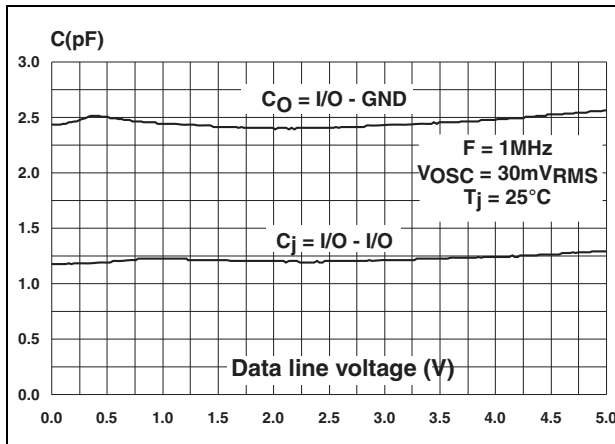 C(pF)
3.0
CO = I/O - GND
2.5
F = 1MHz
2.0
VOSC = 30mVRMS
Tj = 25°C
1.5
Cj = I/O - I/O
1.0
0.5
Data line voltage (V)
0.0
0.0 0.5 1.0 1.5 2.0 2.5 3.0 3.5 4.0 4.5 5.0